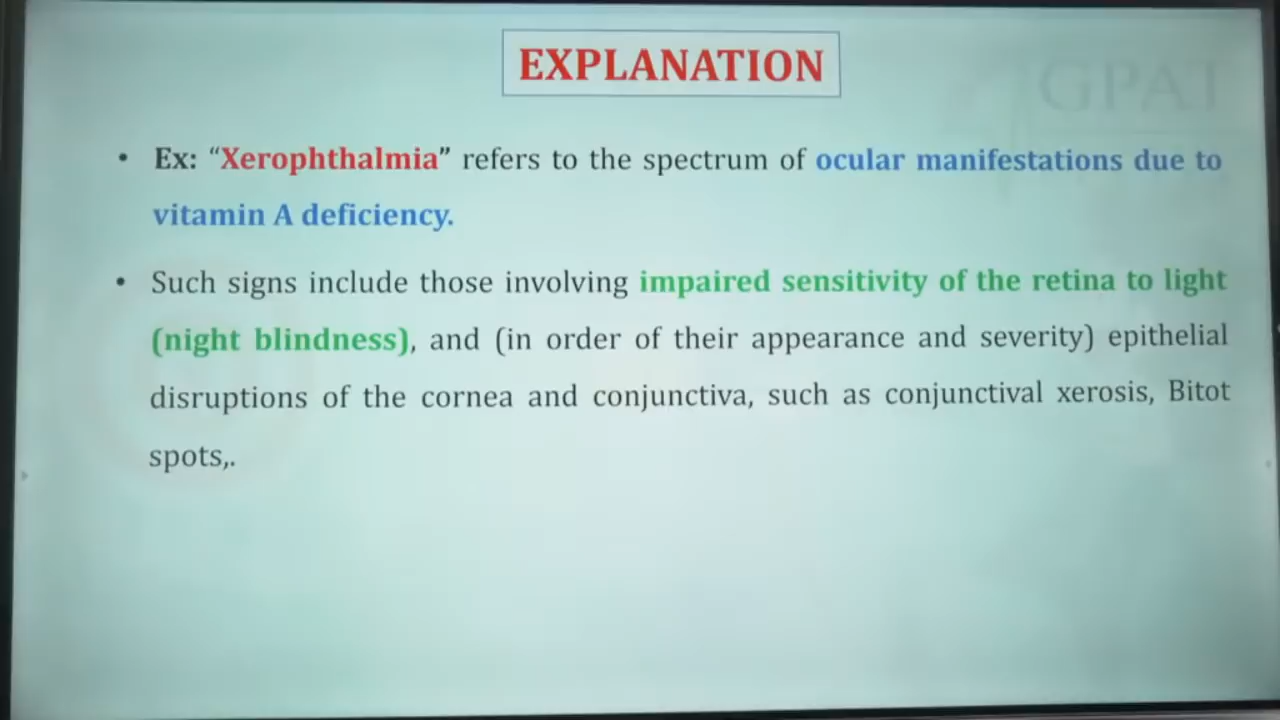 EXPLANATION
GPAT
• Ex: “Xerophthalmia” refers to the spectrum of ocular manifestations due to
vitamin A deficiency.
• Such signs include those involving impaired sensitivity of the retina to light
(night blindness), and (in order of their appearance and severity) epithelial
disruptions of the cornea and conjunctiva, such as conjunctival xerosis, Bitot
spots,.